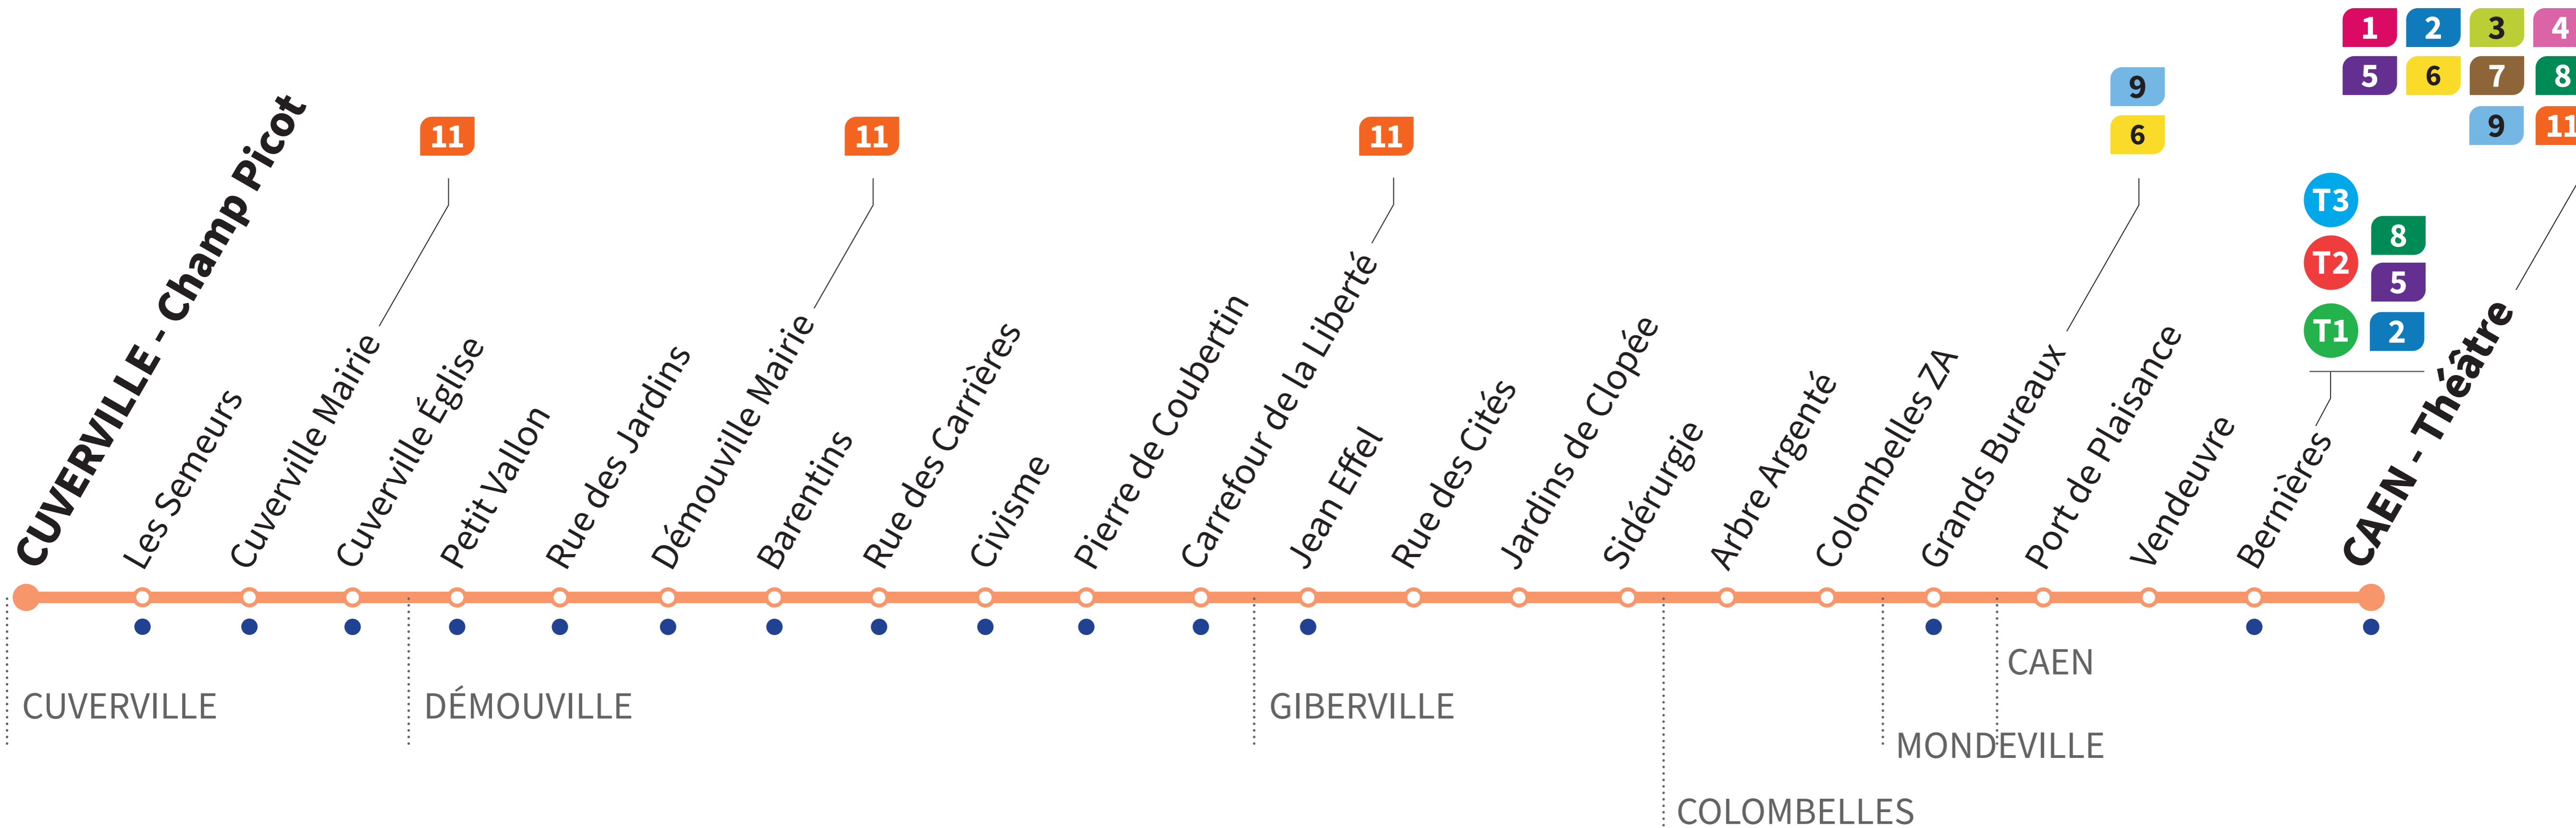 1 2 3 4
5 6 7 8
9 11
11
11
11
9
6
T3
T2
T1
8
5
2
CUVERVILLE - Champ Picot
Les Semeurs
Cuverville Mairie
Cuverville Église
Petit Vallon
Rue des Jardins
Démouville Mairie
Barentins
Rue des Carrières
Civisme
Pierre de Coubertin
Carrefour de la Liberté
Jean Effel
Rue des Cités
Jardins de Clopée
Sidérurgie
Arbre Argenté
Colombelles ZA
Grands Bureaux
Port de Plaisance
Vendeuvre
Bernières
CAEN - Théâtre
CUVERVILLE
DÉMOUVILLE
GIBERVILLE
COLOMBELLES
MONDEVILLE
CAEN